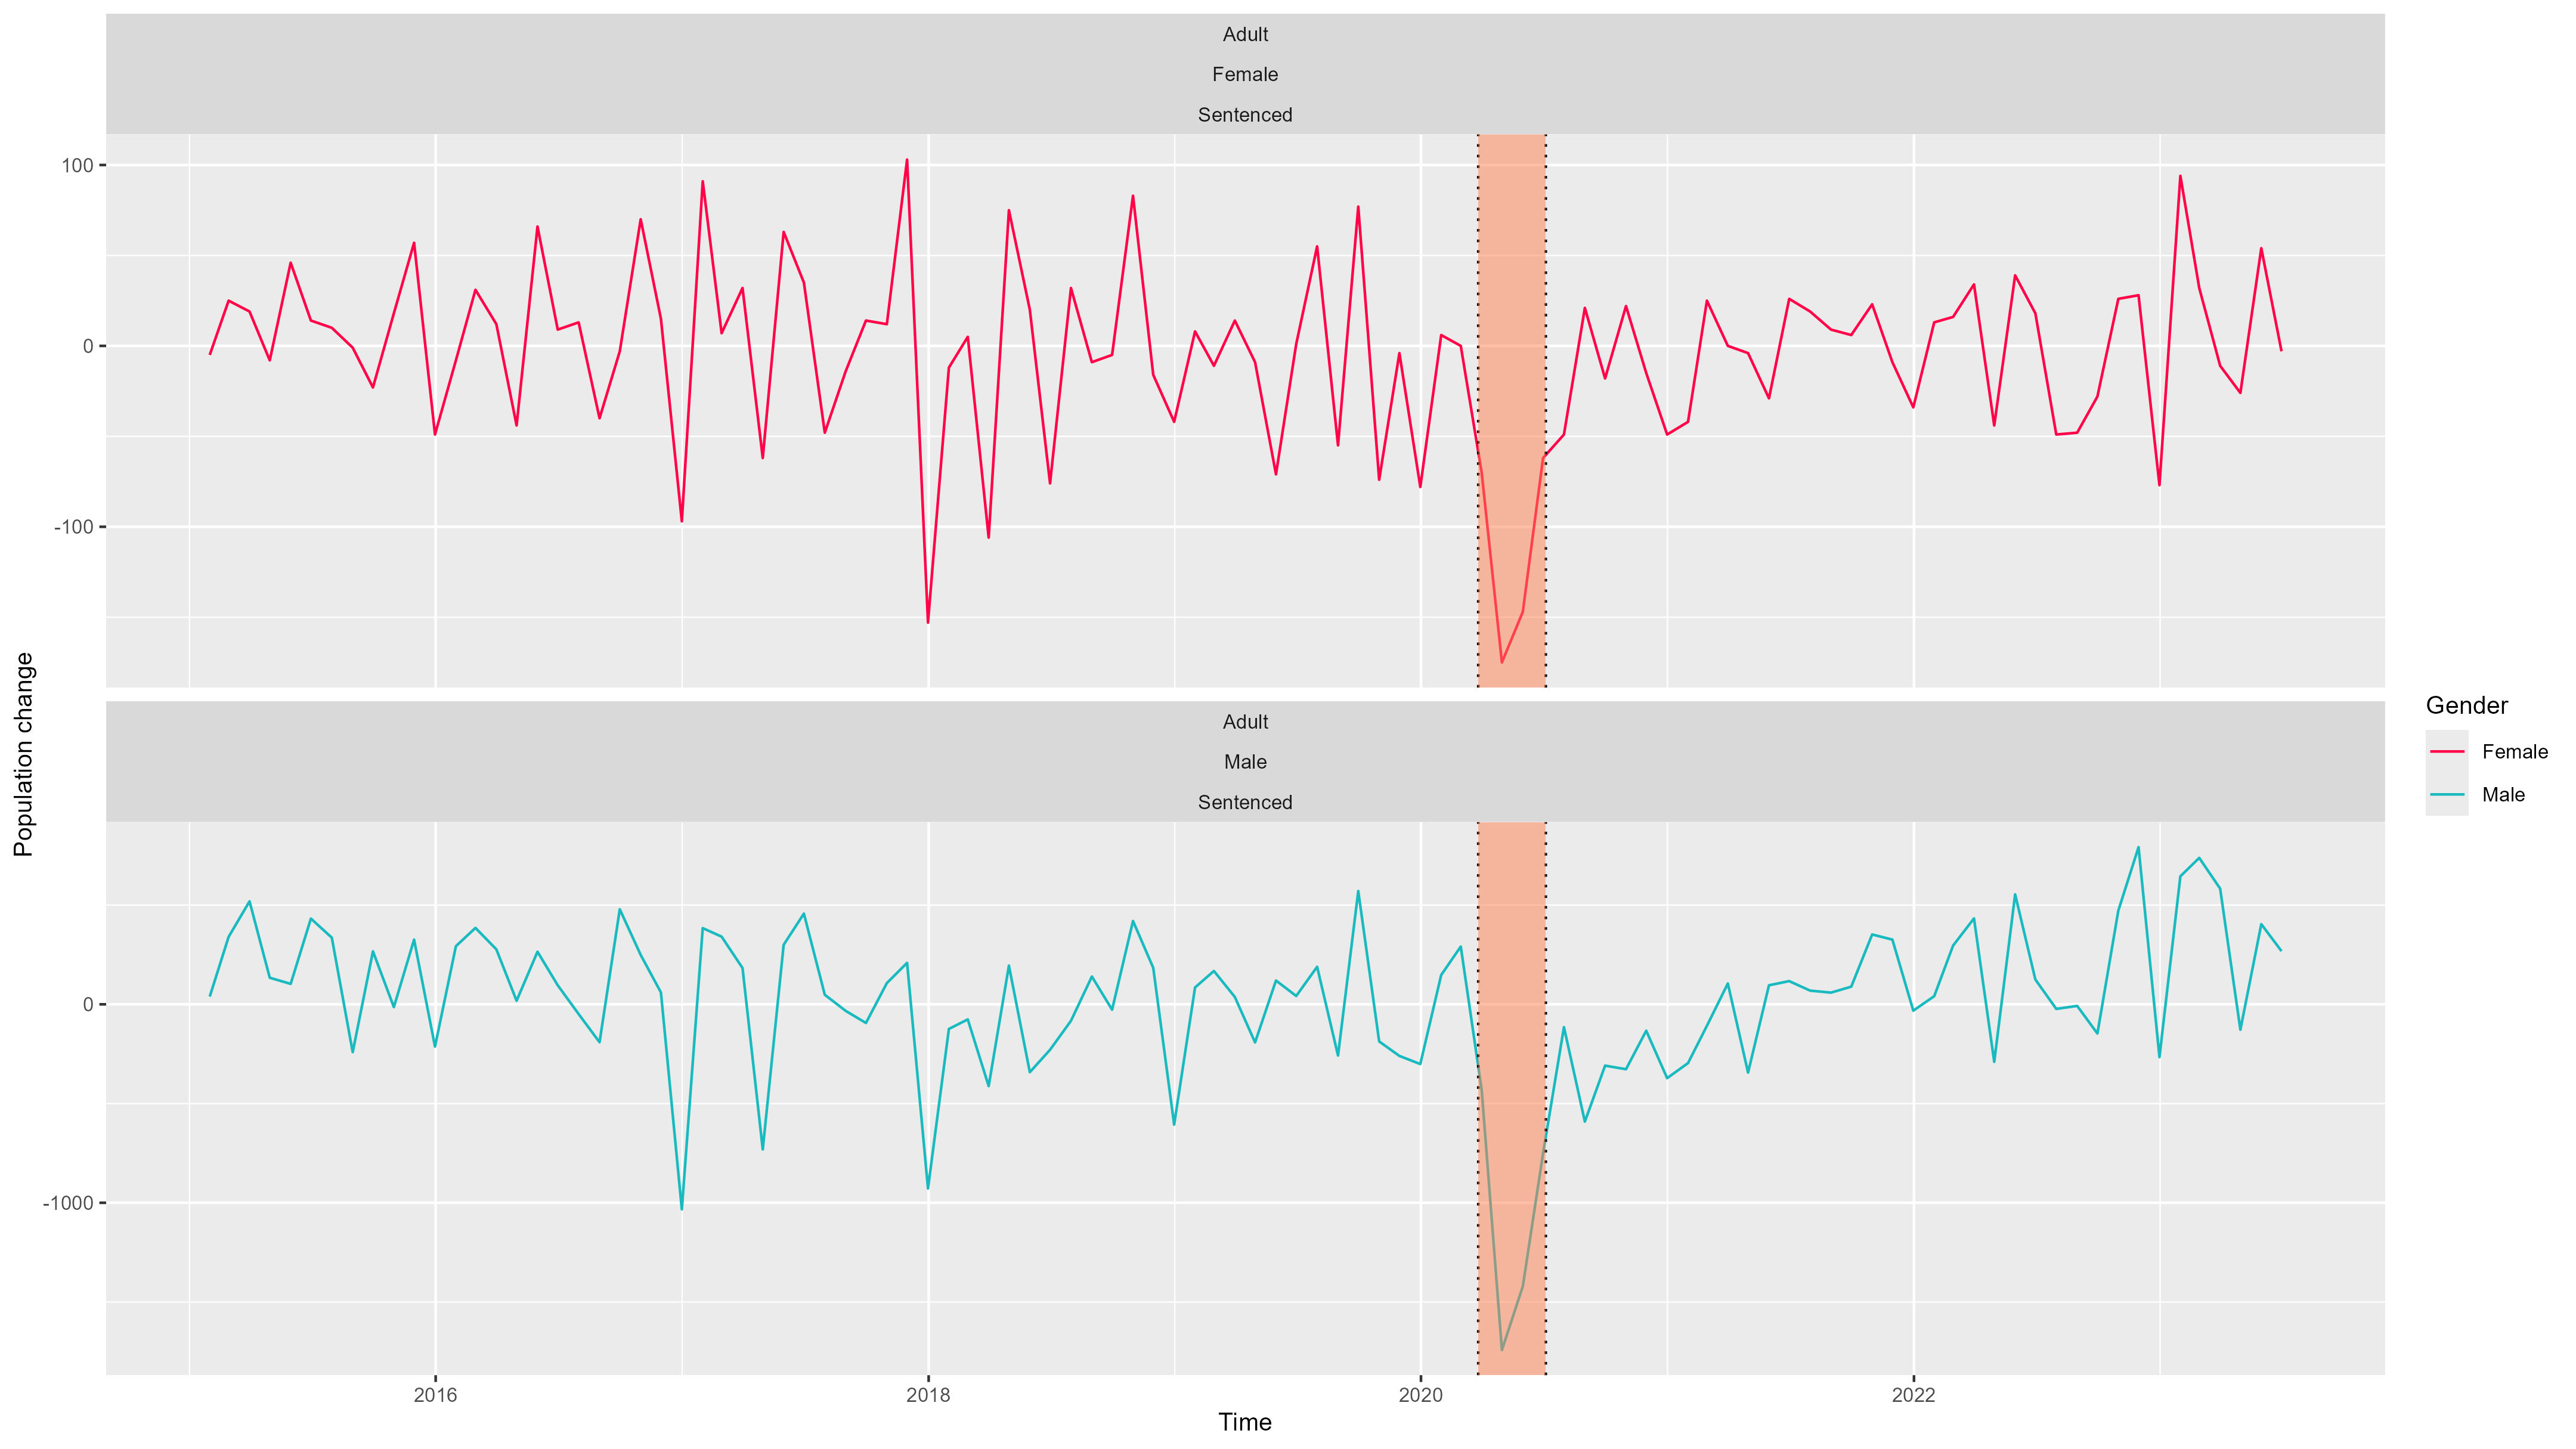 Adult
Female
Sentenced
100
0
-100
Adult
Male
Sentenced
0
-1000
2016
2018
2020
2022
Time
Population change
Gender
Female
Male